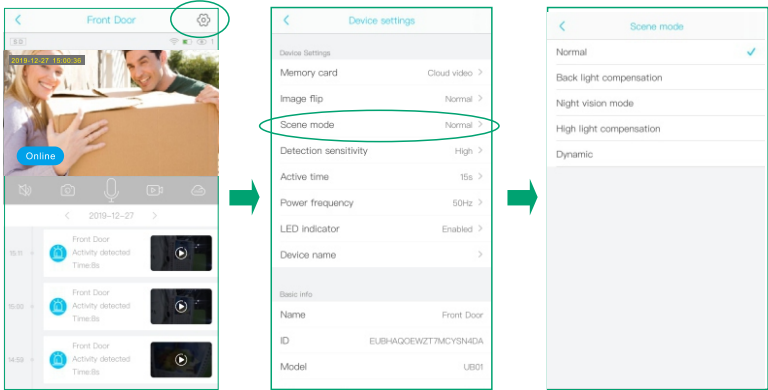 Front Door
SD
2019-12-27 15:00:36
Online
2019-12-27
15:11
Front Door
Activity detected
Time:8s
15:00
Front Door
Activity detected
Time:8s
14:59
Front Door
Activity detected
Time:8s
Device settings
Device Settings
Memory card Cloud video
Image flip Normal
Scene mode Normal
Detection sensitivity High
Active time 15s
Power frequency 50Hz
LED indicator Enabled
Device name
Basic info
Name Front Door
ID EUBHAQOEWZT7MCYSN4DA
Model UB01
Scene mode
Normal
Back light compensation
Night vision mode
High light compensation
Dynamic